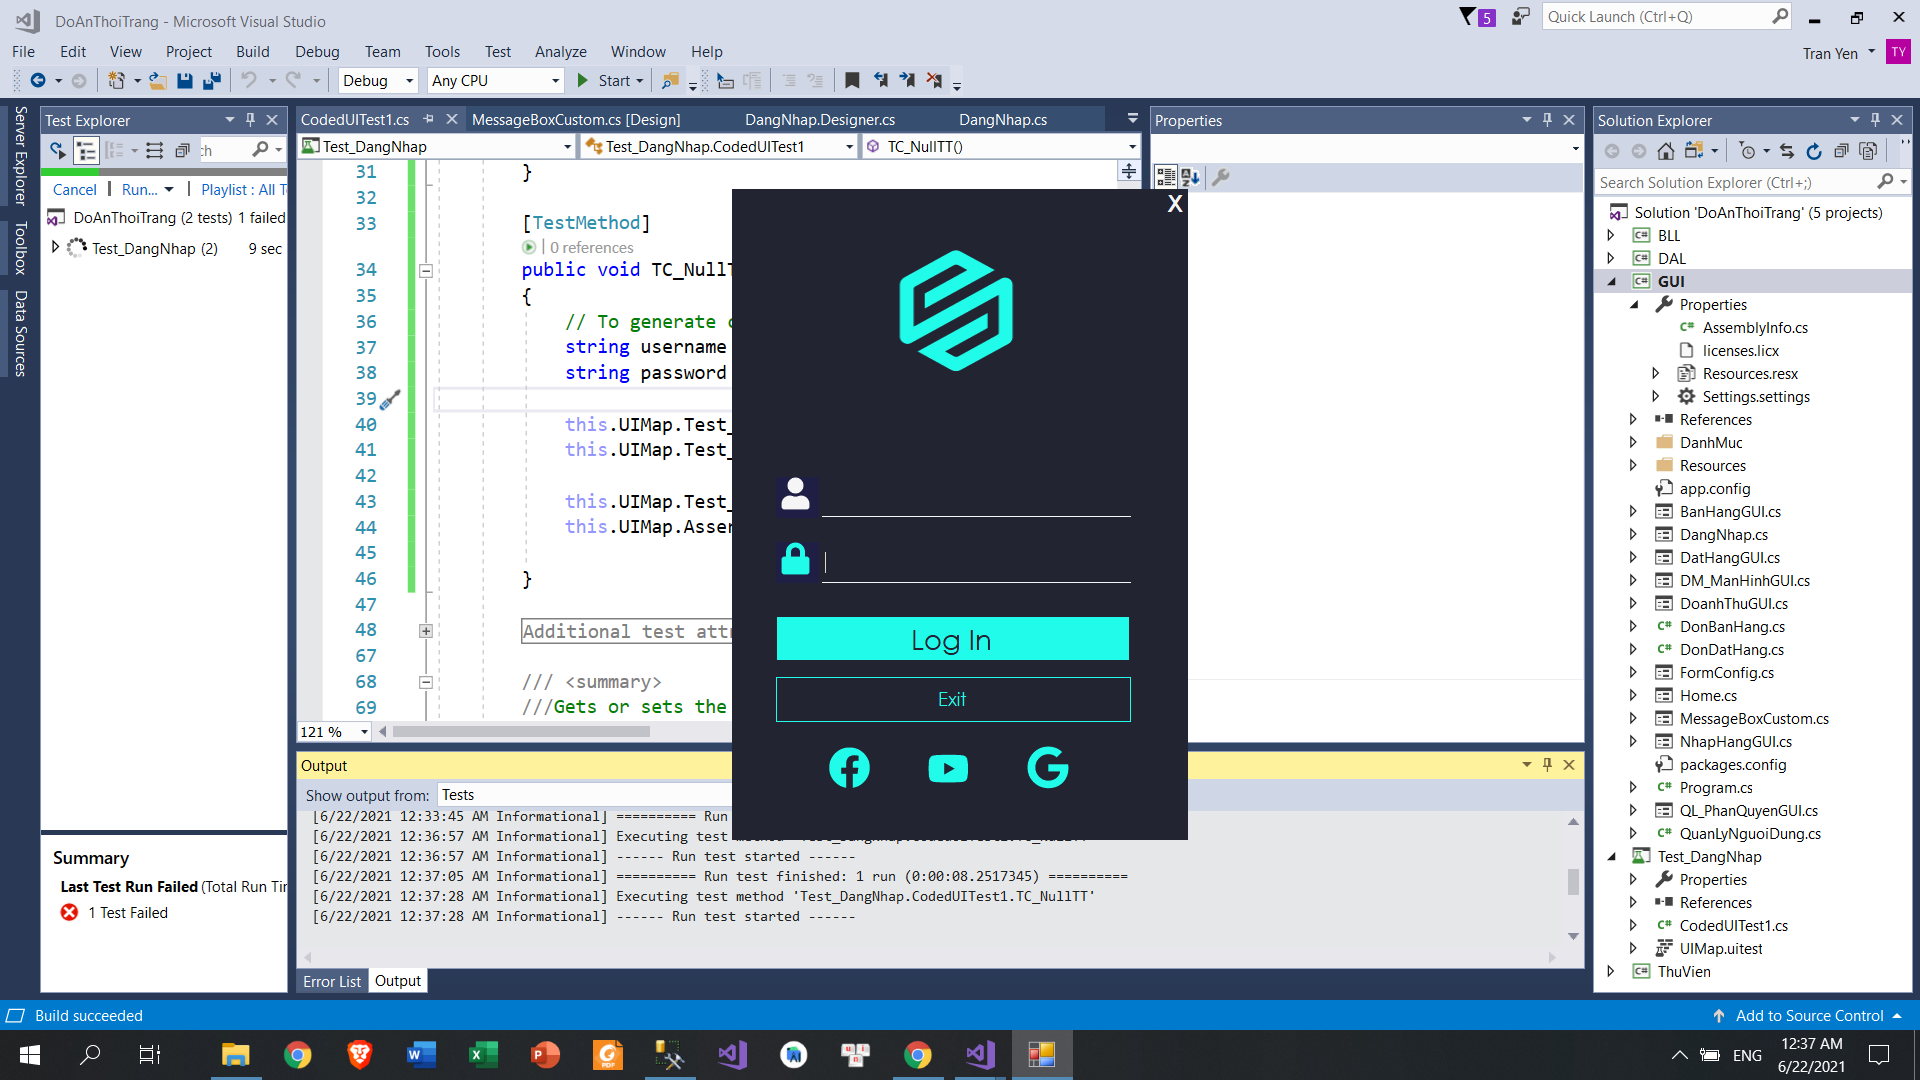 DoAnThoiTrang - Microsoft Visual Studio
5
Quick Launch (Ctrl+Q)
File Edit View Project Build Debug Team Tools Test Analyze Window Help
Tran Yen
TY
Debug
Any CPU
Start
Server Explorer
Toolbox
Data Sources
Test Explorer
ch
Cancel | Run... | Playlist : All T
DoAnThoiTrang (2 tests) 1 failed
Test_DangNhap (2) 9 sec
Summary
Last Test Run Failed (Total Run Tir
1 Test Failed
CodedUITest1.cs
MessageBoxCustom.cs [Design]
DangNhap.Designer.cs
DangNhap.cs
Test_DangNhap
Test_DangNhap.CodedUITest1
TC_NullTT()
31 }
32
33 [TestMethod]
| 0 references
34 public void TC_NullT
35 {
36 // To generate c
37 string username
38 string password
39
40 this.UIMap.Test_
41 this.UIMap.Test_
42
43 this.UIMap.Test_
44 this.UIMap.Asser
45
46 }
47
48 Additional test attr
67
68 /// <summary>
69 ///Gets or sets the
121 %
X
Log In
Exit
Output
Show output from: Tests
[6/22/2021 12:33:45 AM Informational] ========== Run
[6/22/2021 12:36:57 AM Informational] Executing test
[6/22/2021 12:36:57 AM Informational] ------ Run test started ------
[6/22/2021 12:37:05 AM Informational] ========== Run test finished: 1 run (0:00:08.2517345) ==========
[6/22/2021 12:37:28 AM Informational] Executing test method 'Test_DangNhap.CodedUITest1.TC_NullTT'
[6/22/2021 12:37:28 AM Informational] ------ Run test started ------
Error List
Output
Properties
Solution Explorer
Search Solution Explorer (Ctrl+;)
Solution 'DoAnThoiTrang' (5 projects)
BLL
DAL
GUI
Properties
AssemblyInfo.cs
licenses.licx
Resources.resx
Settings.settings
References
DanhMuc
Resources
app.config
BanHangGUI.cs
DangNhap.cs
DatHangGUI.cs
DM_ManHinhGUI.cs
DoanhThuGUI.cs
DonBanHang.cs
DonDatHang.cs
FormConfig.cs
Home.cs
MessageBoxCustom.cs
NhapHangGUI.cs
packages.config
Program.cs
QL_PhanQuyenGUI.cs
QuanLyNguoiDung.cs
Test_DangNhap
Properties
References
CodedUITest1.cs
UIMap.uitest
ThuVien
Build succeeded
Add to Source Control
ENG
12:37 AM
6/22/2021